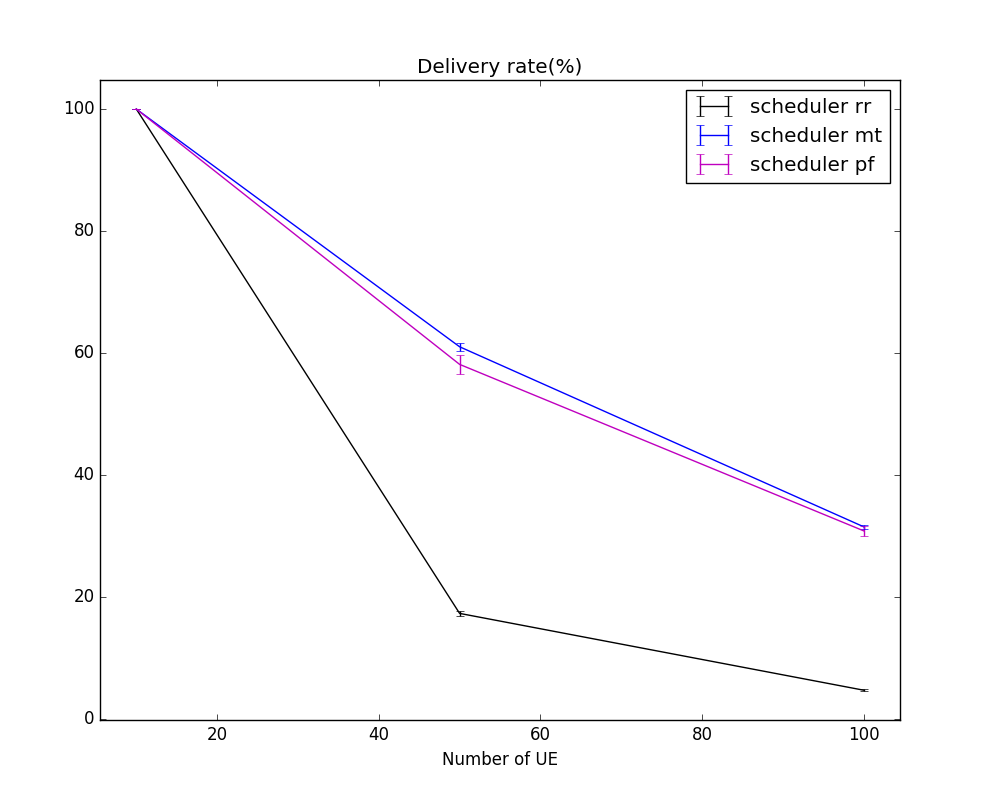 Delivery rate(%)
100
80
60
40
20
0
scheduler rr
scheduler mt
scheduler pf
20 40 60 80 100
Number of UE